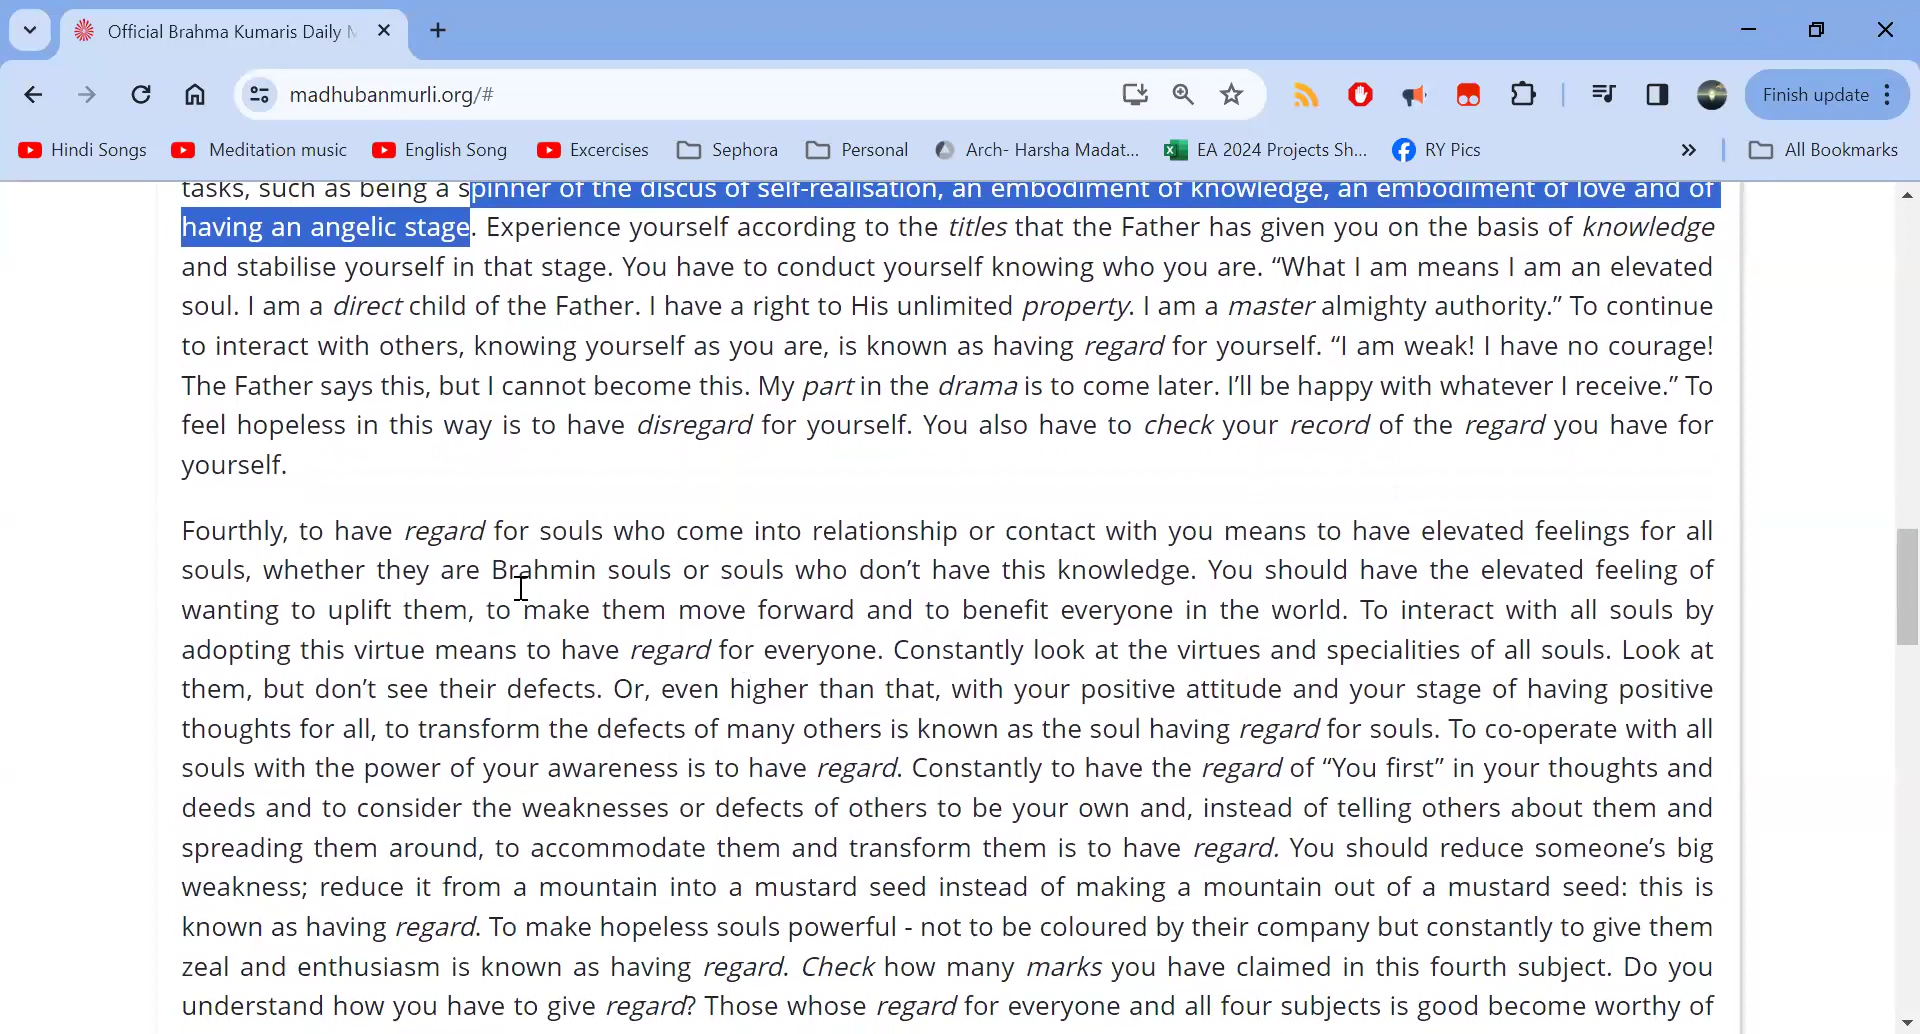 Official Brahma Kumaris Daily M
madhubanmurli.org/#
Finish update
Hindi Songs
Meditation music
English Song
Excercises
Sephora
Personal
Arch- Harsha Madat...
EA 2024 Projects Sh...
RY Pics
»
All Bookmarks
tasks, such as being a spinner of the discus of self-realisation, an embodiment of knowledge, an embodiment of love and of
having an angelic stage. Experience yourself according to the titles that the Father has given you on the basis of knowledge
and stabilise yourself in that stage. You have to conduct yourself knowing who you are. “What I am means I am an elevated
soul. I am a direct child of the Father. I have a right to His unlimited property. I am a master almighty authority.” To continue
to interact with others, knowing yourself as you are, is known as having regard for yourself. “I am weak! I have no courage!
The Father says this, but I cannot become this. My part in the drama is to come later. I’ll be happy with whatever I receive.” To
feel hopeless in this way is to have disregard for yourself. You also have to check your record of the regard you have for
yourself.
Fourthly, to have regard for souls who come into relationship or contact with you means to have elevated feelings for all
souls, whether they are Brahmin souls or souls who don’t have this knowledge. You should have the elevated feeling of
wanting to uplift them, to make them move forward and to benefit everyone in the world. To interact with all souls by
adopting this virtue means to have regard for everyone. Constantly look at the virtues and specialities of all souls. Look at
them, but don’t see their defects. Or, even higher than that, with your positive attitude and your stage of having positive
thoughts for all, to transform the defects of many others is known as the soul having regard for souls. To co-operate with all
souls with the power of your awareness is to have regard. Constantly to have the regard of “You first” in your thoughts and
deeds and to consider the weaknesses or defects of others to be your own and, instead of telling others about them and
spreading them around, to accommodate them and transform them is to have regard. You should reduce someone’s big
weakness; reduce it from a mountain into a mustard seed instead of making a mountain out of a mustard seed: this is
known as having regard. To make hopeless souls powerful - not to be coloured by their company but constantly to give them
zeal and enthusiasm is known as having regard. Check how many marks you have claimed in this fourth subject. Do you
understand how you have to give regard? Those whose regard for everyone and all four subjects is good become worthy of